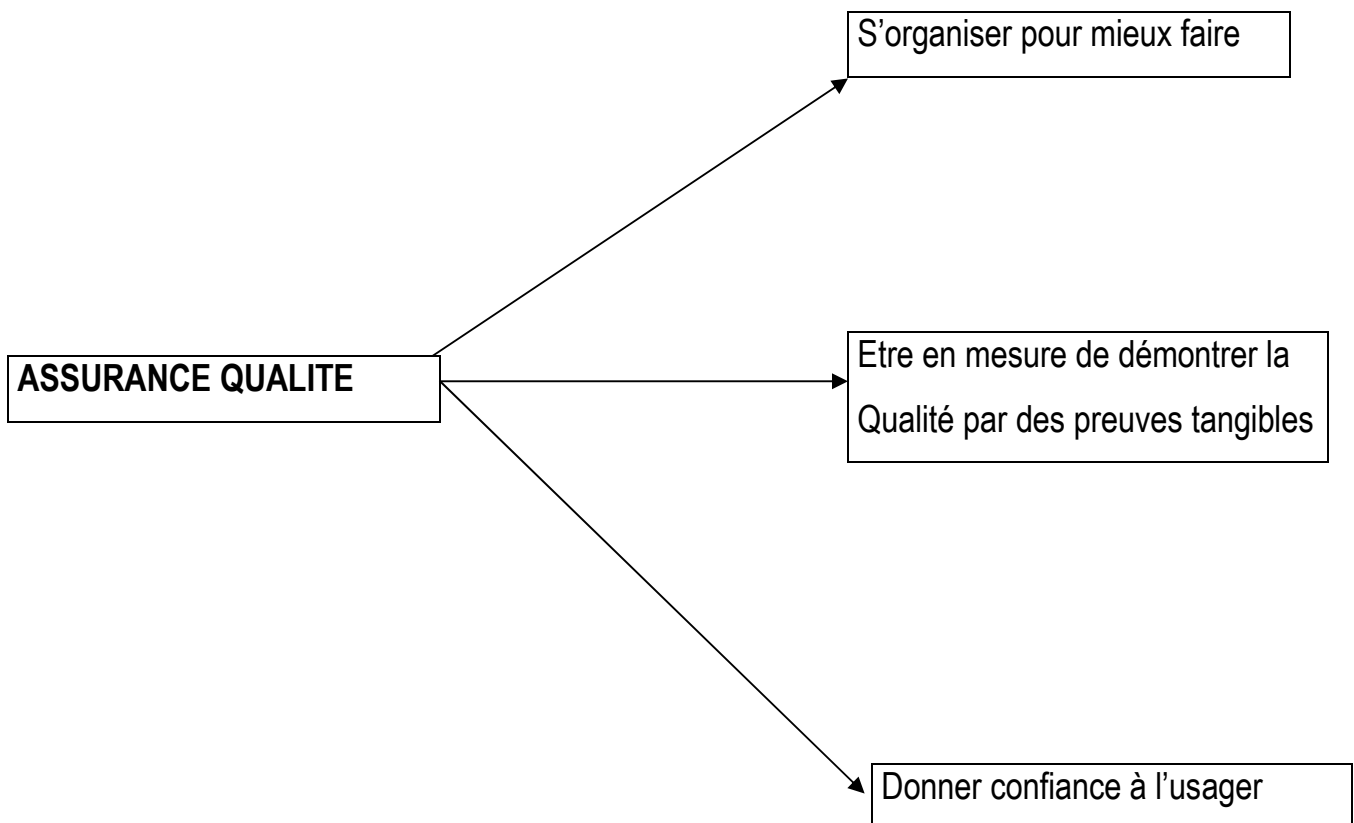 S’organiser pour mieux faire
ASSURANCE QUALITE
Etre en mesure de démontrer la
Qualité par des preuves tangibles
Donner confiance à l’usager